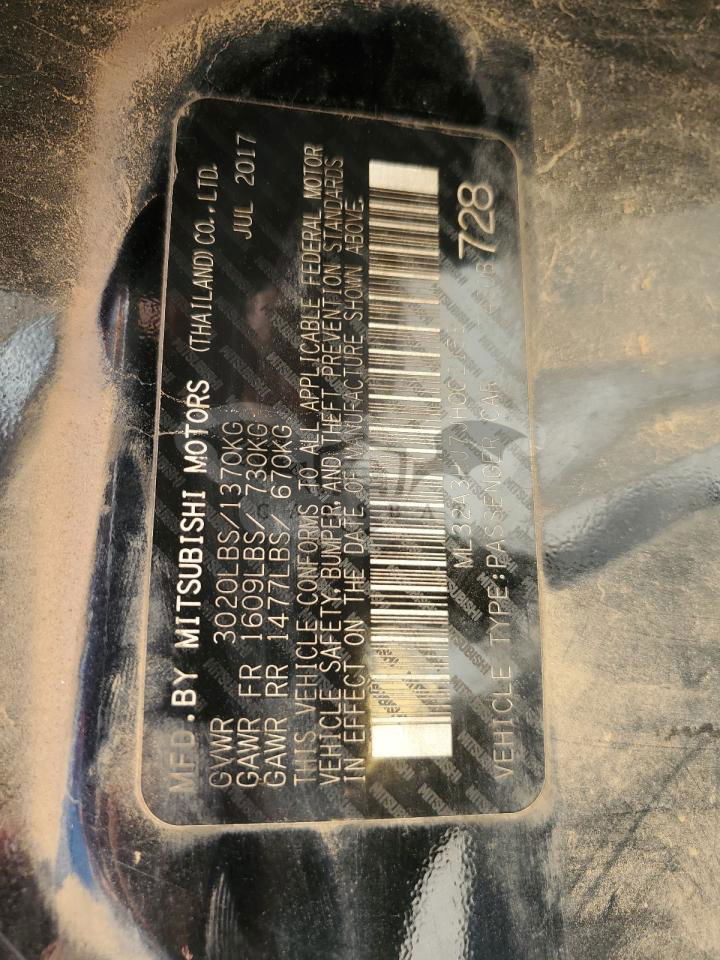 MFD.BY MITSUBISHI MOTORS (THAILAND) CO.,LTD.
GVWR 3020LBS/1370KG JUL 2017
GAWR FR 1609LBS/ 730KG
GAWR RR 1477LBS/ 670KG
THIS VEHICLE CONFORMS TO ALL APPLICABLE FEDERAL MOTOR
VEHICLE SAFETY, BUMPER, AND THEFT PREVENTION STANDARDS
IN EFFECT ON THE DATE OF MANUFACTURE SHOWN ABOVE.
VEHICLE TYPE:PASSENGER CAR 728